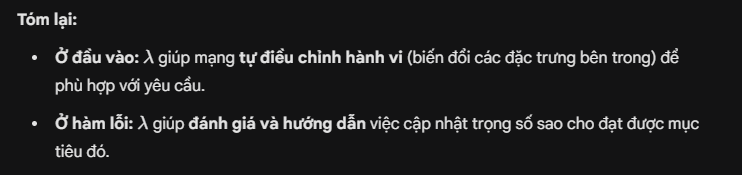 Tóm lại:
• Ở đầu vào: λ giúp mạng tự điều chỉnh hành vi (biến đổi các đặc trưng bên trong) để
phù hợp với yêu cầu.
• Ở hàm lỗi: λ giúp đánh giá và hướng dẫn việc cập nhật trọng số sao cho đạt được mục
tiêu đó.